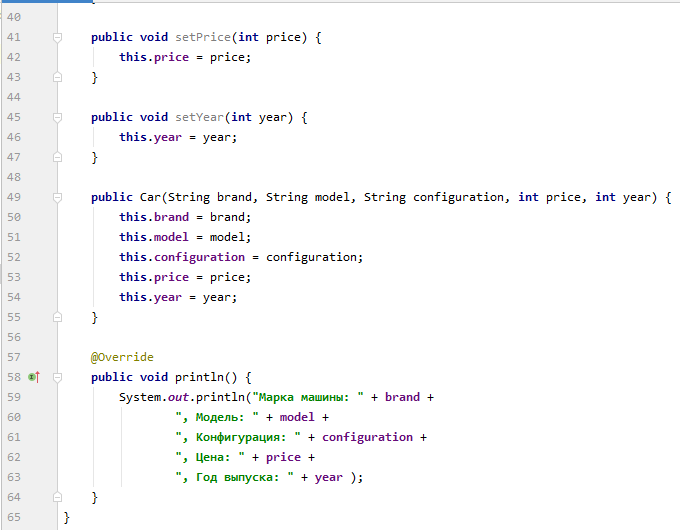 40
41 public void setPrice(int price) {
42 this.price = price;
43 }
44
45 public void setYear(int year) {
46 this.year = year;
47 }
48
49 public Car(String brand, String model, String configuration, int price, int year) {
50 this.brand = brand;
51 this.model = model;
52 this.configuration = configuration;
53 this.price = price;
54 this.year = year;
55 }
56
57 @Override
58 public void println() {
59 System.out.println("Марка машины: " + brand +
60 ", Модель: " + model +
61 ", Конфигурация: " + configuration +
62 ", Цена: " + price +
63 ", Год выпуска: " + year );
64 }
65 }